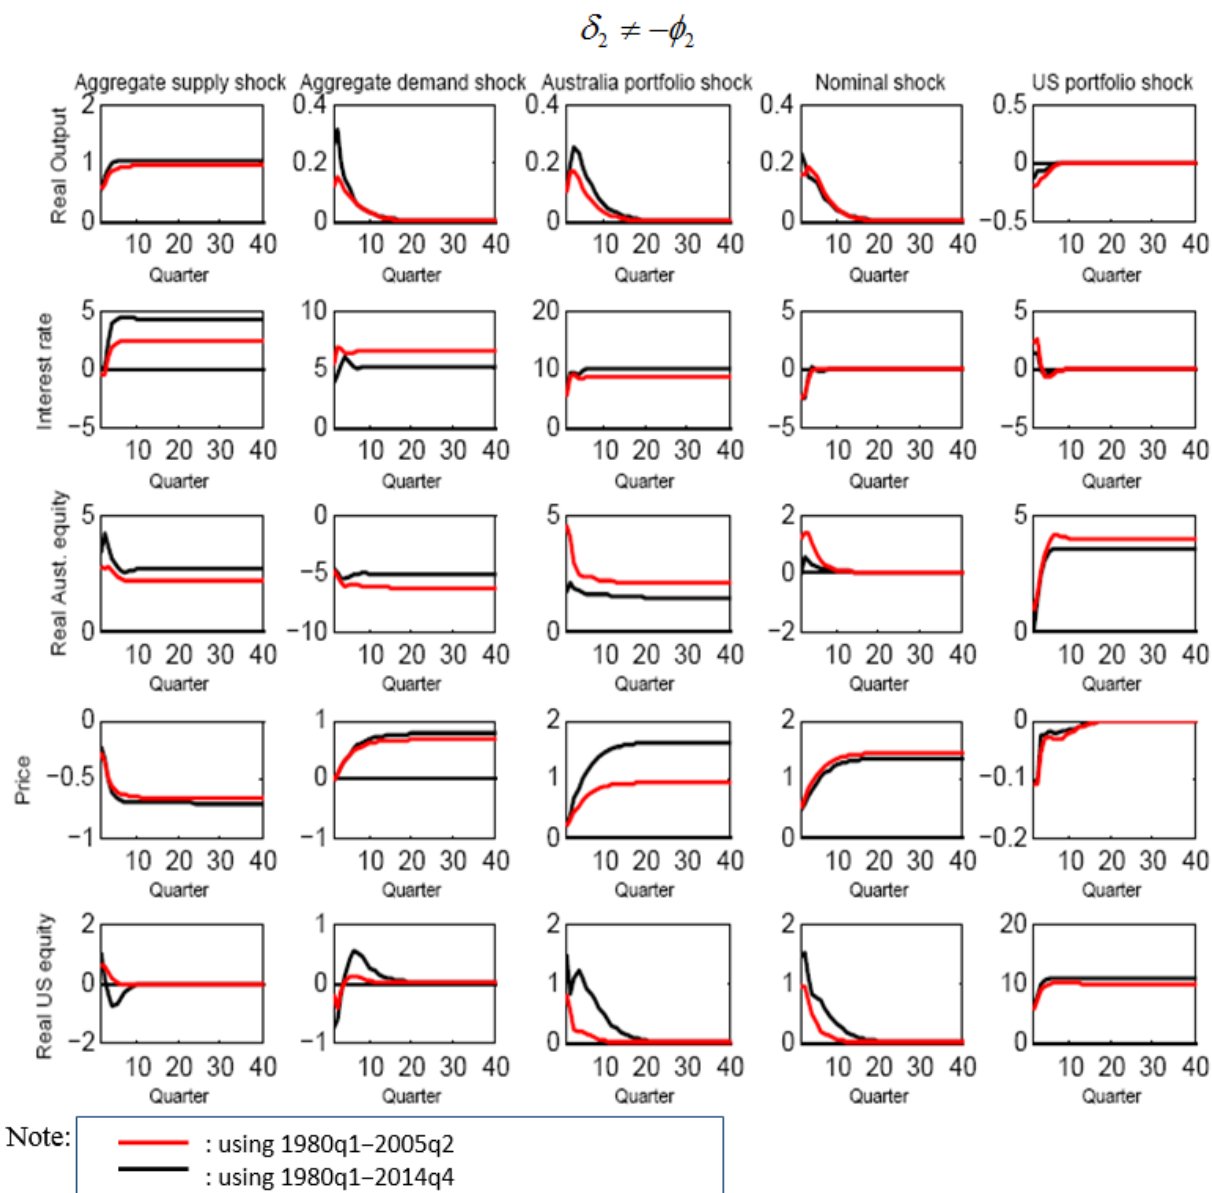 δ₂ ≠ −ϕ₂
Aggregate supply shock Aggregate demand shock Australia portfolio shock Nominal shock US portfolio shock
Real Output
2 1 0
0.4 0.2 0
0.4 0.2 0
0.4 0.2 0
0.5 0 −0.5
10 20 30 40 10 20 30 40 10 20 30 40 10 20 30 40 10 20 30 40
Quarter Quarter Quarter Quarter Quarter
Interest rate
5 0 −5
10 5 0
20 10 0
5 0 −5
5 0 −5
10 20 30 40 10 20 30 40 10 20 30 40 10 20 30 40 10 20 30 40
Quarter Quarter Quarter Quarter Quarter
Real Aust. equity
5 0
0 −5 −10
5 0
2 0 −2
5 0
10 20 30 40 10 20 30 40 10 20 30 40 10 20 30 40 10 20 30 40
Quarter Quarter Quarter Quarter Quarter
Price
0 −0.5 −1
1 0 −1
2 1 0
2 1 0
0 −0.1 −0.2
10 20 30 40 10 20 30 40 10 20 30 40 10 20 30 40 10 20 30 40
Quarter Quarter Quarter Quarter Quarter
Real US equity
2 0 −2
1 0 −1
2 1 0
2 1 0
20 10 0
10 20 30 40 10 20 30 40 10 20 30 40 10 20 30 40 10 20 30 40
Quarter Quarter Quarter Quarter Quarter
Note:
: using 1980q1–2005q2
: using 1980q1–2014q4